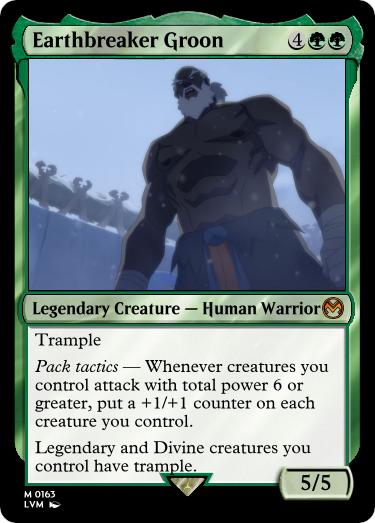 Earthbreaker Groon 4
Legendary Creature — Human Warrior
Trample
Pack tactics — Whenever creatures you
control attack with total power 6 or
greater, put a +1/+1 counter on each
creature you control.
Legendary and Divine creatures you
control have trample.
5/5
M 0163
LVM